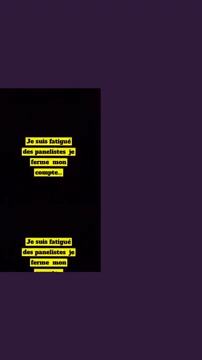 Je suis fatigué
des panelistes je
ferme mon
compte...
Je suis fatigué
des panelistes je
ferme mon